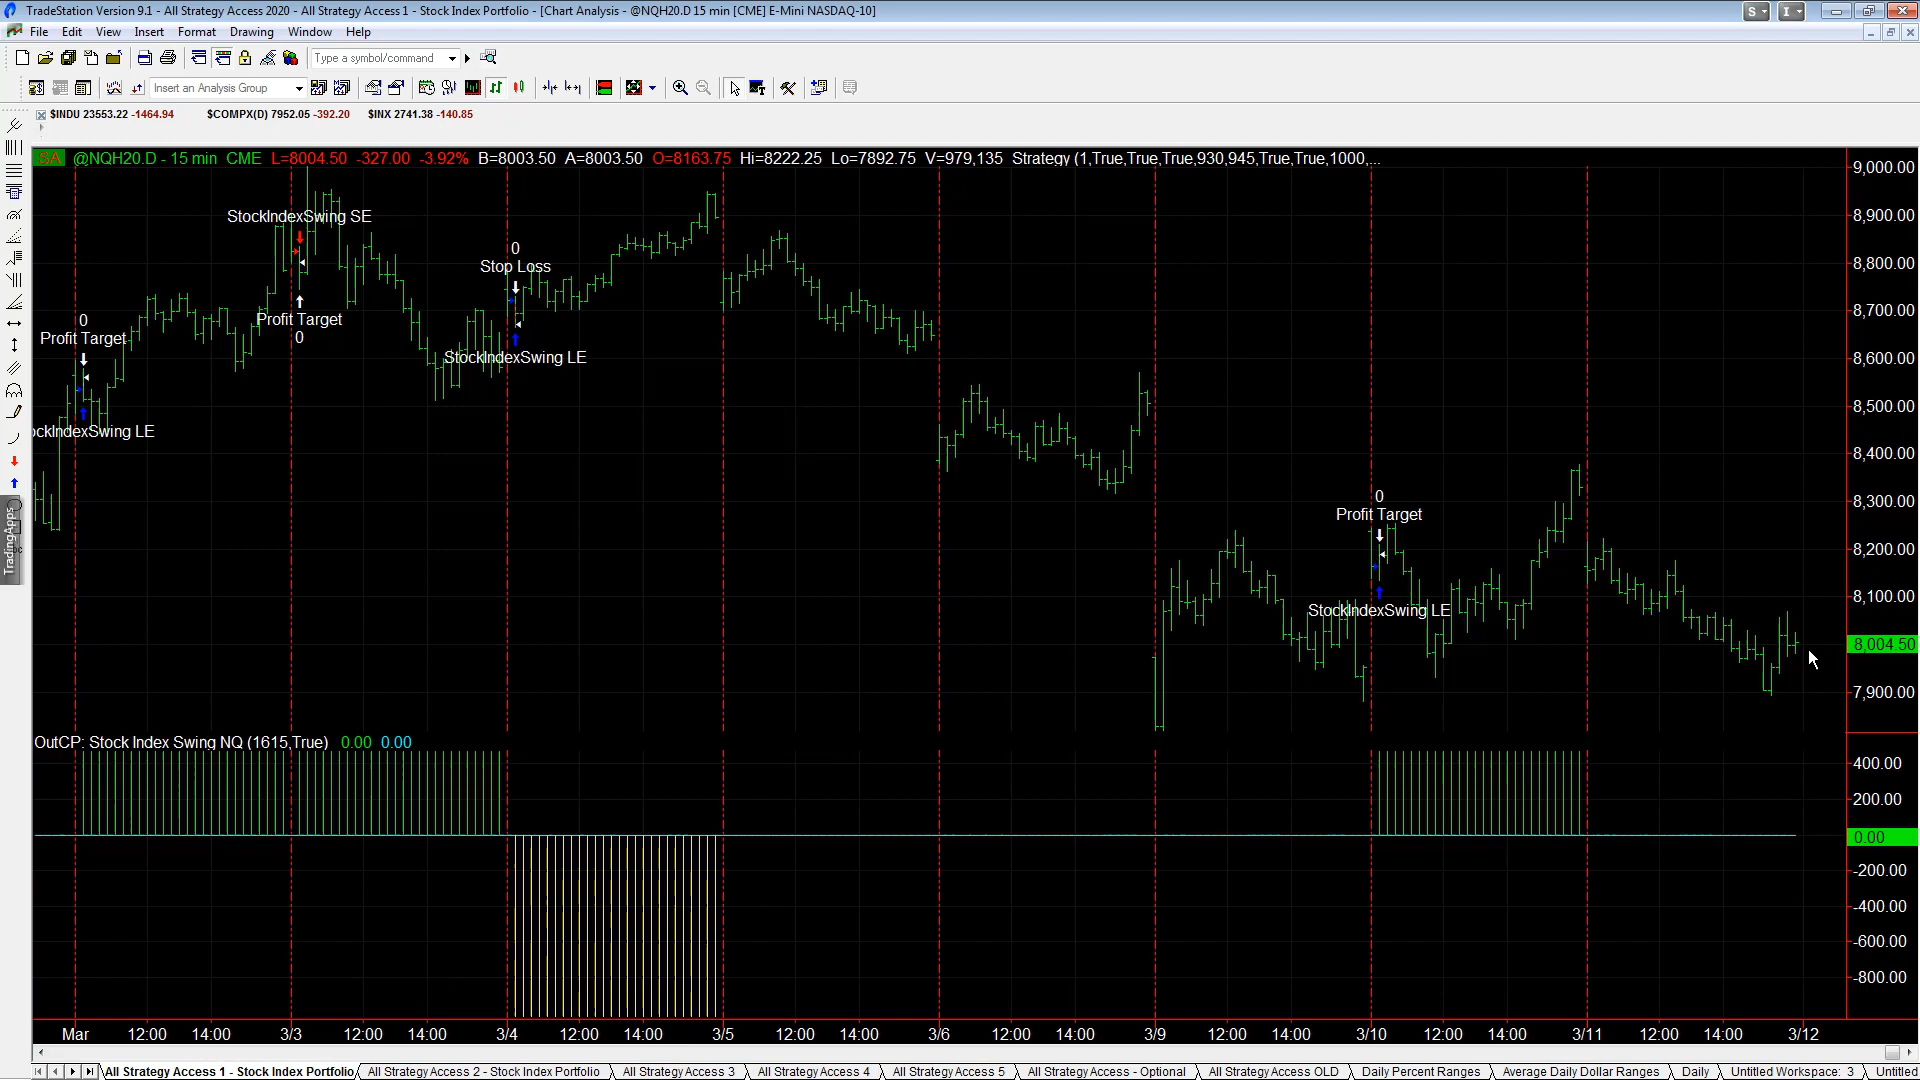 TradeStation Version 9.1 - All Strategy Access 2020 - All Strategy Access 1 - Stock Index Portfolio - [Chart Analysis - @NQH20.D 15 min [CME] E-Mini NASDAQ-10]
S I
File Edit View Insert Format Drawing Window Help
Type a symbol/command
Insert an Analysis Group
$INDU 23553.22 -1464.94 $COMPX(D) 7952.05 -392.20 $INX 2741.38 -140.85
SA @NQH20.D - 15 min CME L=8004.50 -327.00 -3.92% B=8003.50 A=8003.50 O=8163.75 Hi=8222.25 Lo=7892.75 V=979,135 Strategy (1,True,True,True,930,945,True,True,1000,...
9,000.00
StockIndexSwing SE
8,900.00
0
Stop Loss
8,800.00
8,700.00
0
Profit Target
Profit Target
0
StockIndexSwing LE
8,600.00
8,500.00
ockIndexSwing LE
8,400.00
0
8,300.00
Profit Target
TradingApps
8,200.00
8,100.00
StockIndexSwing LE
8,004.50
7,900.00
OutCP: Stock Index Swing NQ (1615,True) 0.00 0.00
400.00
200.00
0.00
-200.00
-400.00
-600.00
-800.00
Mar 12:00 14:00 3/3 12:00 14:00 3/4 12:00 14:00 3/5 12:00 14:00 3/6 12:00 14:00 3/9 12:00 14:00 3/10 12:00 14:00 3/11 12:00 14:00 3/12
All Strategy Access 1 - Stock Index Portfolio All Strategy Access 2 - Stock Index Portfolio All Strategy Access 3 All Strategy Access 4 All Strategy Access 5 All Strategy Access - Optional All Strategy Access OLD Daily Percent Ranges Average Daily Dollar Ranges Daily Untitled Workspace: 3 Untitled